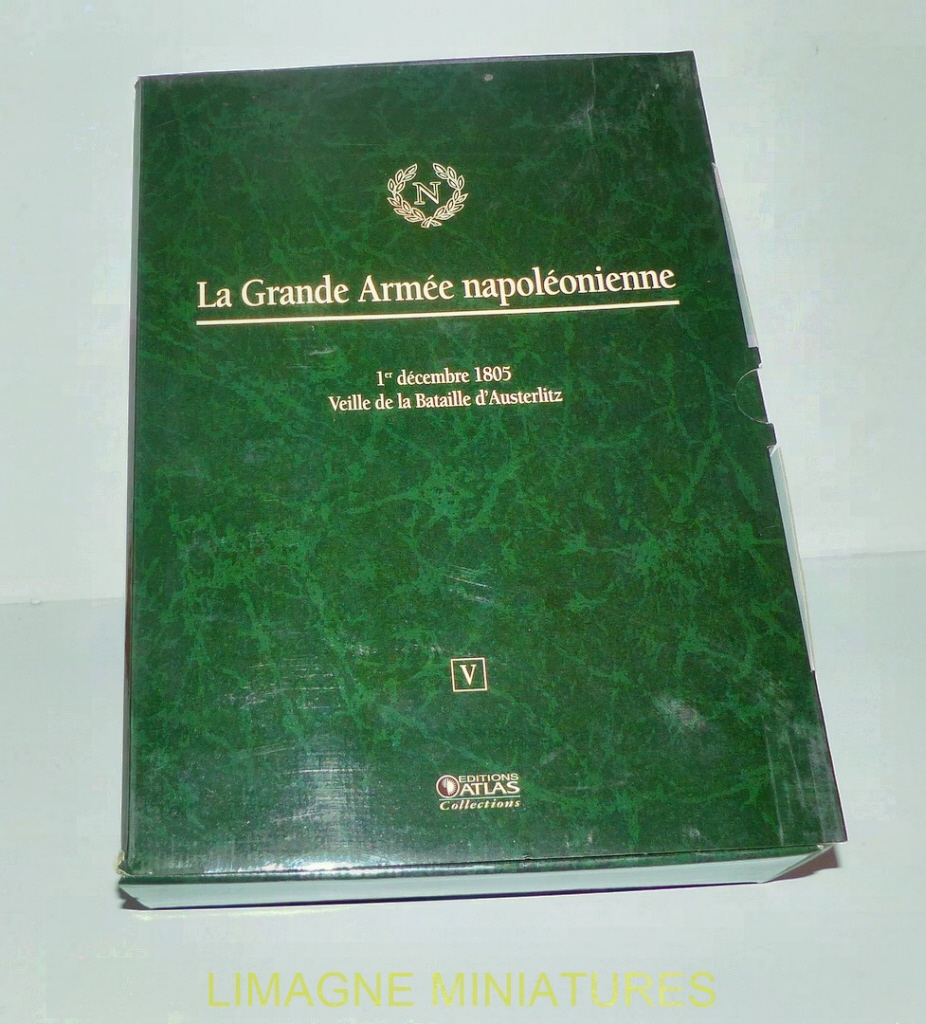 N
La Grande Armée napoléonienne
1er décembre 1805
Veille de la Bataille d'Austerlitz
V
EDITIONS
ATLAS
Collections
LIMAGNE MINIATURES